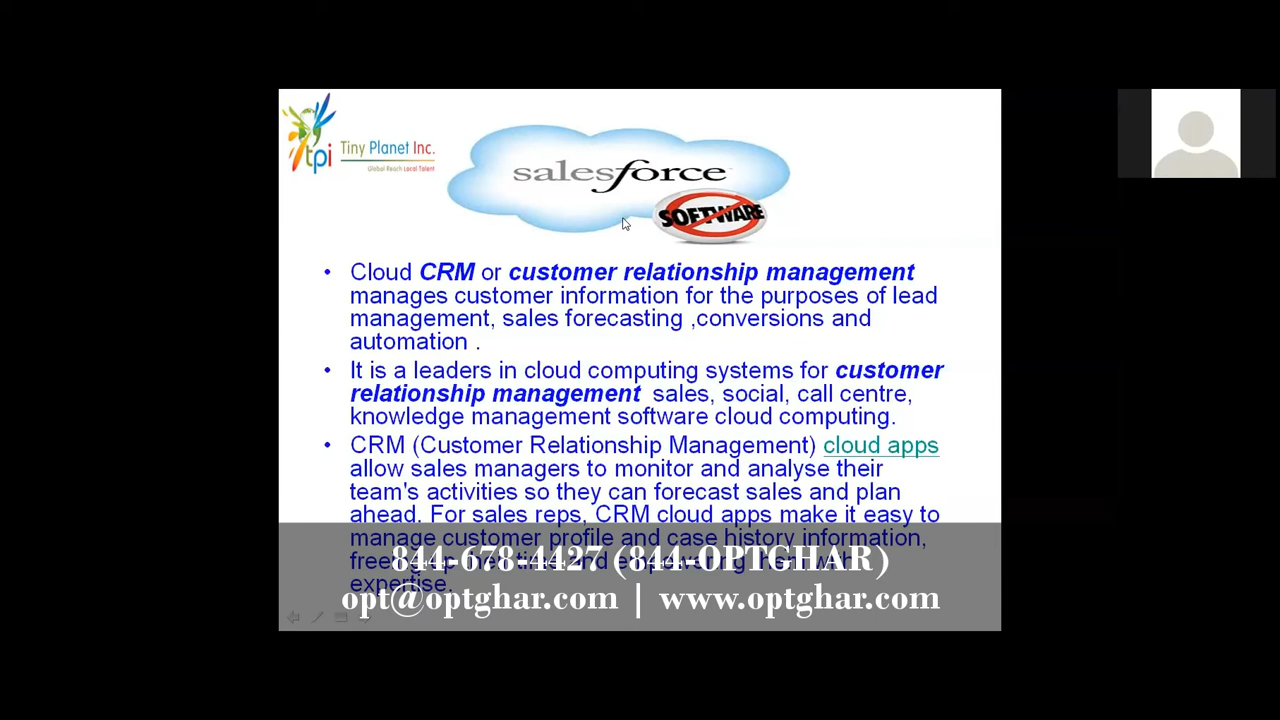 tpi Tiny Planet Inc.
Global Reach Local Talent
salesforce
SOFTWARE
• Cloud CRM or customer relationship management
manages customer information for the purposes of lead
management, sales forecasting ,conversions and
automation .
• It is a leaders in cloud computing systems for customer
relationship management sales, social, call centre,
knowledge management software cloud computing.
• CRM (Customer Relationship Management) cloud apps
allow sales managers to monitor and analyse their
team's activities so they can forecast sales and plan
ahead. For sales reps, CRM cloud apps make it easy to
manage customer profile and case history information,
and empowering
expertise.
844-678-4427 (844-OPTGHAR)
opt@optghar.com | www.optghar.com